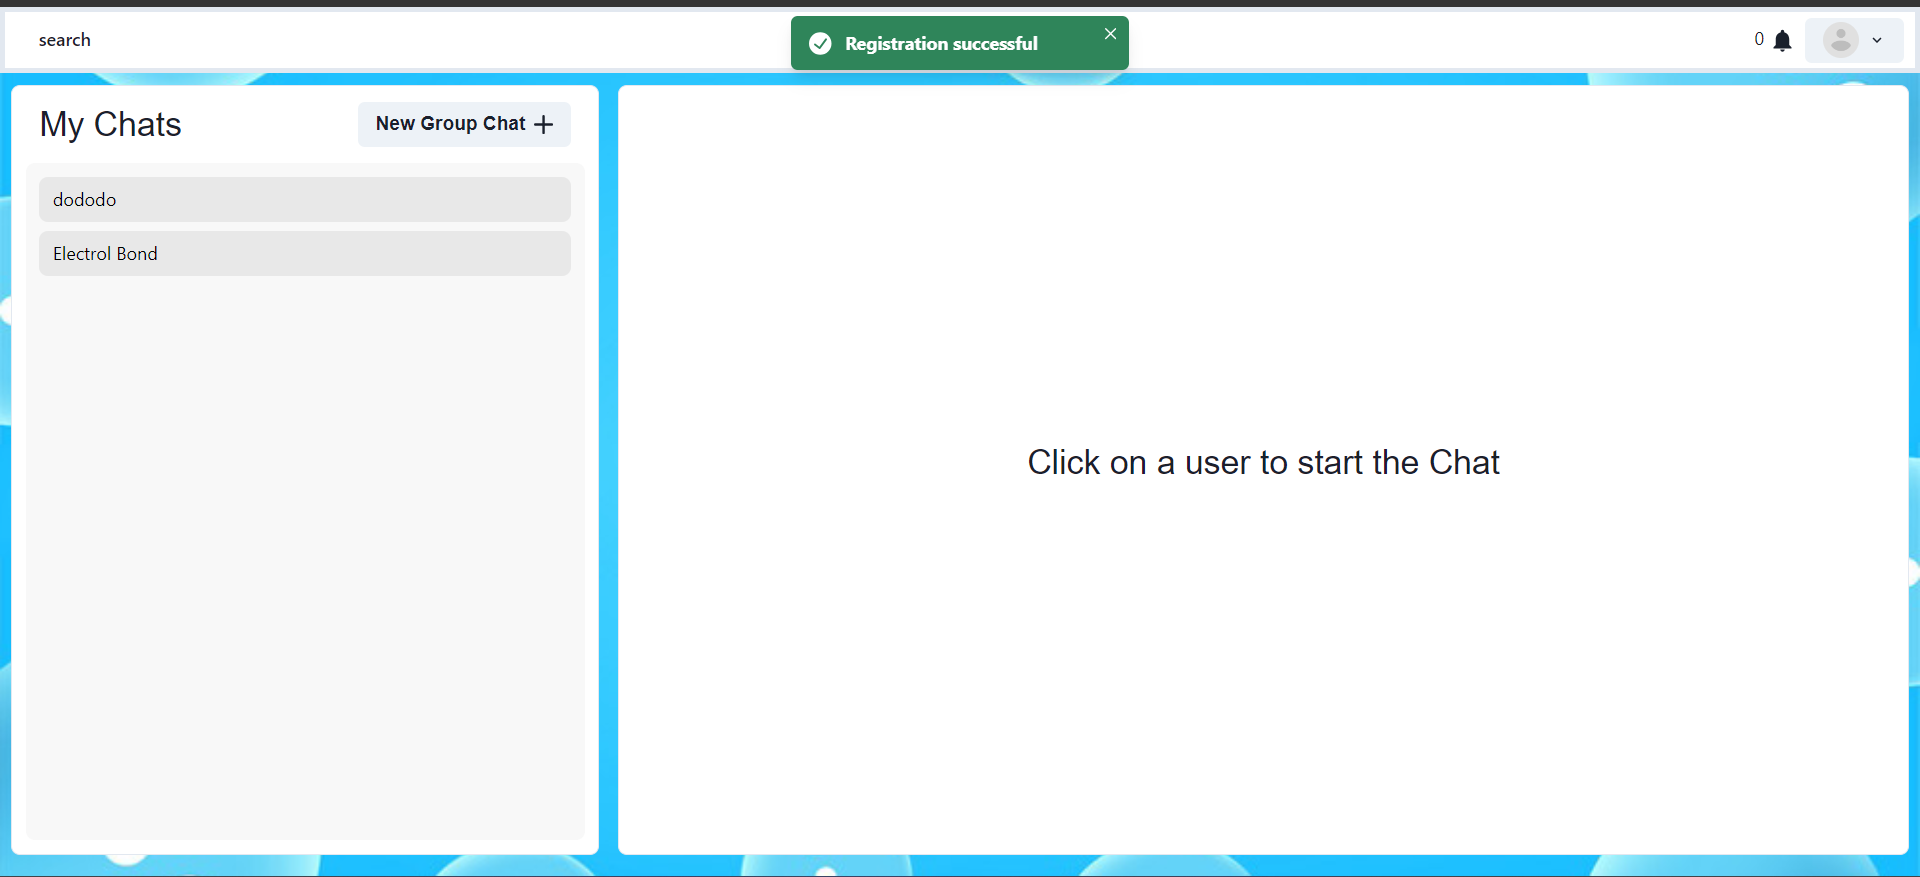 search
Registration successful
0
My Chats
New Group Chat
dododo
Electrol Bond
Click on a user to start the Chat